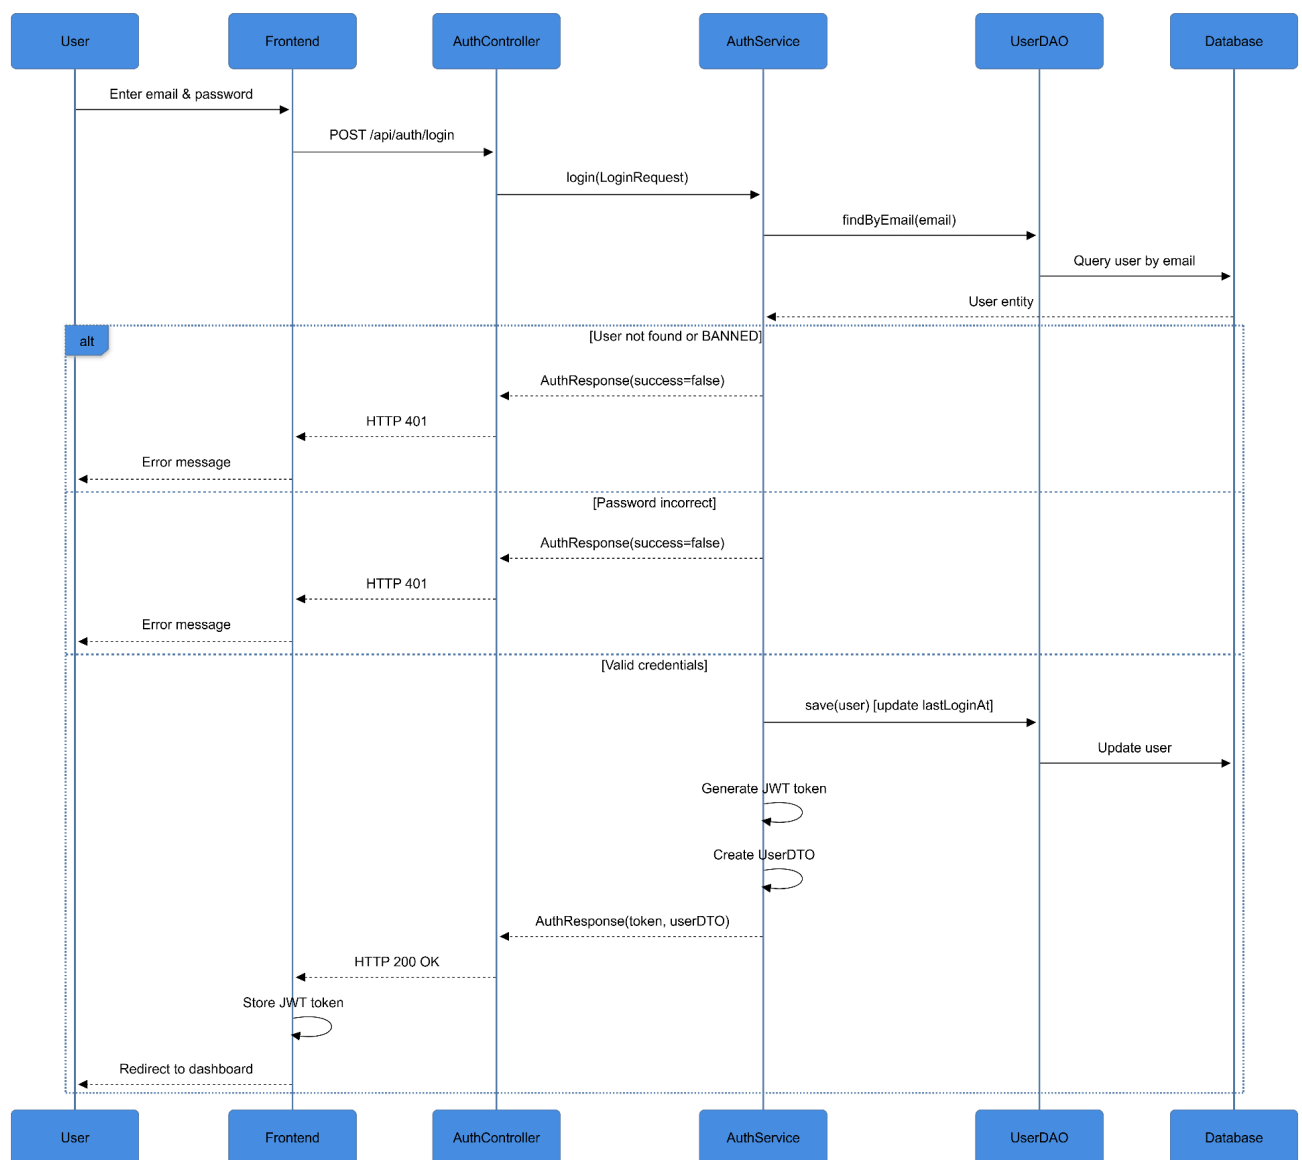 User
Frontend
AuthController
AuthService
UserDAO
Database
Enter email & password
POST /api/auth/login
login(LoginRequest)
findByEmail(email)
Query user by email
User entity
alt
[User not found or BANNED]
AuthResponse(success=false)
HTTP 401
Error message
[Password incorrect]
AuthResponse(success=false)
HTTP 401
Error message
[Valid credentials]
save(user) [update lastLoginAt]
Update user
Generate JWT token
Create UserDTO
AuthResponse(token, userDTO)
HTTP 200 OK
Store JWT token
Redirect to dashboard
User
Frontend
AuthController
AuthService
UserDAO
Database